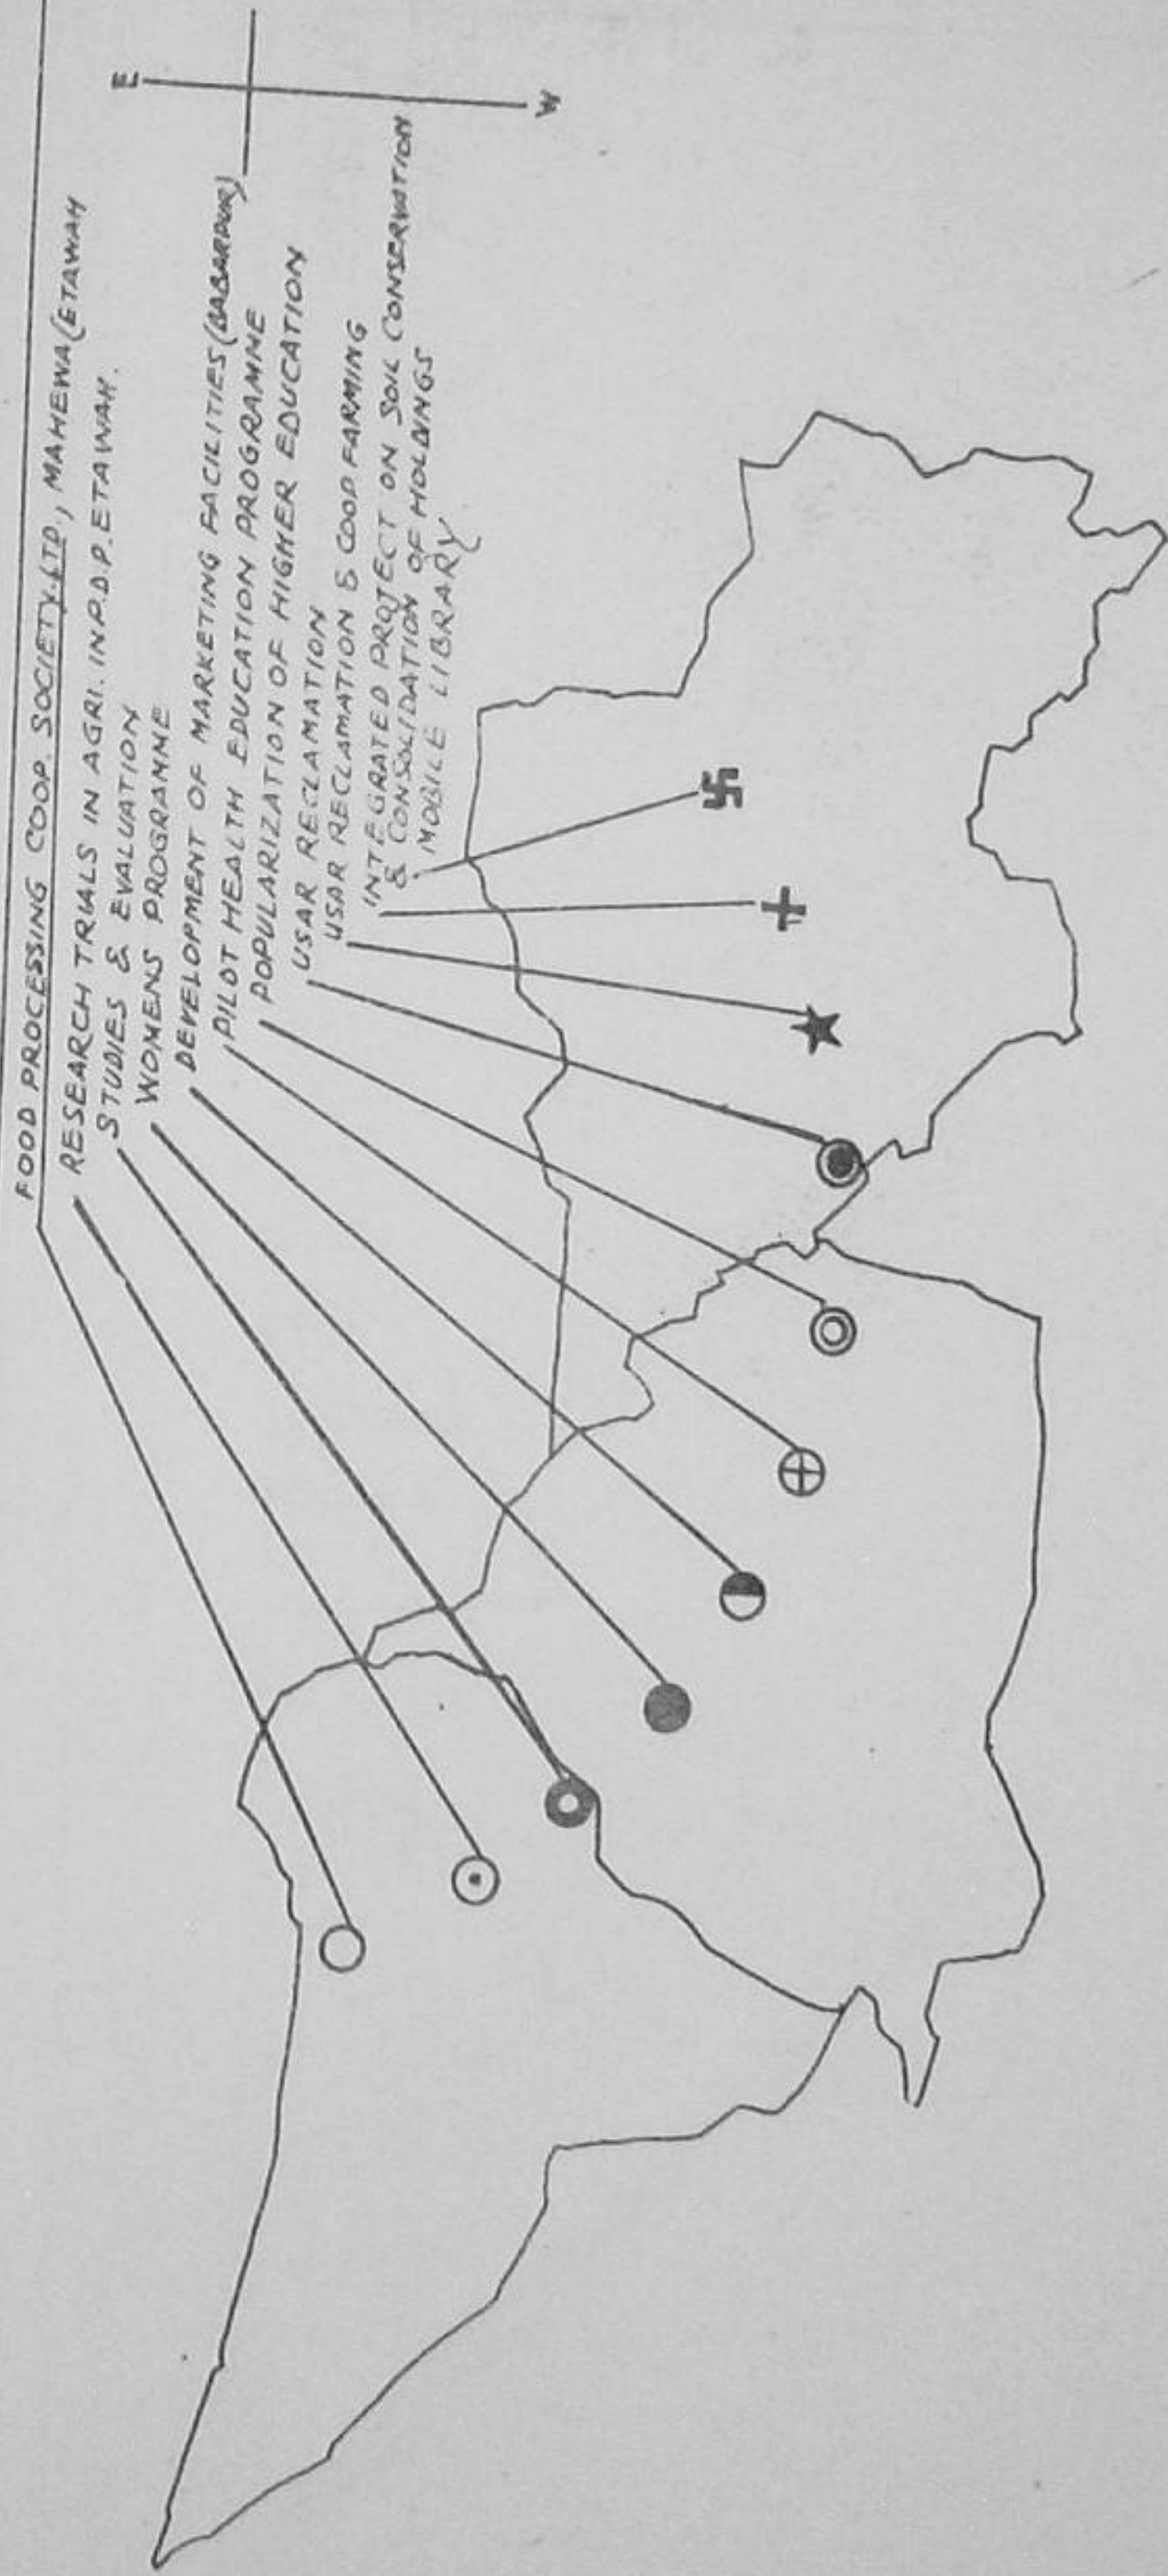 FOOD PROCESSING COOP. SOCIETY.LTD, MAHEWA(ETAWAH
RESEARCH TRIALS IN AGRI. IN P.D.P. ETAWAH.
STUDIES & EVALUATION
WOMENS PROGRAMME
DEVELOPMENT OF MARKETING FACILITIES(BABARPUR)
PILOT HEALTH EDUCATION PROGRAMME
POPULARIZATION OF HIGHER EDUCATION
USAR RECLAMATION
USAR RECLAMATION & COOP FARMING
INTEGRATED PROJECT ON SOIL CONSERVATION
& CONSOLIDATION OF HOLDINGS
MOBILE LIBRARY
E
W